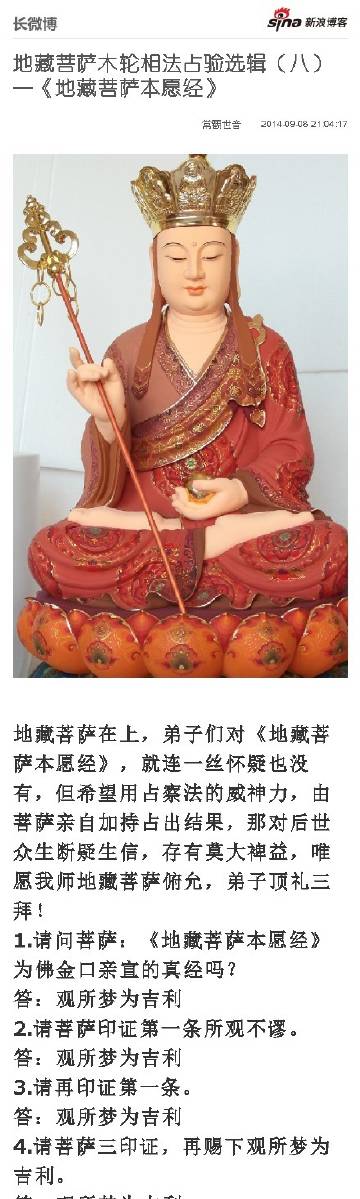 长微博 sina 新浪博客
地藏菩萨木轮相法占验选辑（八）
—《地藏菩萨本愿经》
常观世音 2014-09-08 21:04:17
地藏菩萨在上，弟子们对《地藏菩
萨本愿经》，就连一丝怀疑也没
有，但希望用占察法的威神力，由
菩萨亲自加持占出结果，那对后世
众生断疑生信，存有莫大裨益，唯
愿我师地藏菩萨俯允，弟子顶礼三
拜！
1.请问菩萨：《地藏菩萨本愿经》
为佛金口亲宣的真经吗？
答：观所梦为吉利
2.请菩萨印证第一条所观不谬。
答：观所梦为吉利
3.请再印证第一条。
答：观所梦为吉利
4.请菩萨三印证，再赐下观所梦为
吉利。